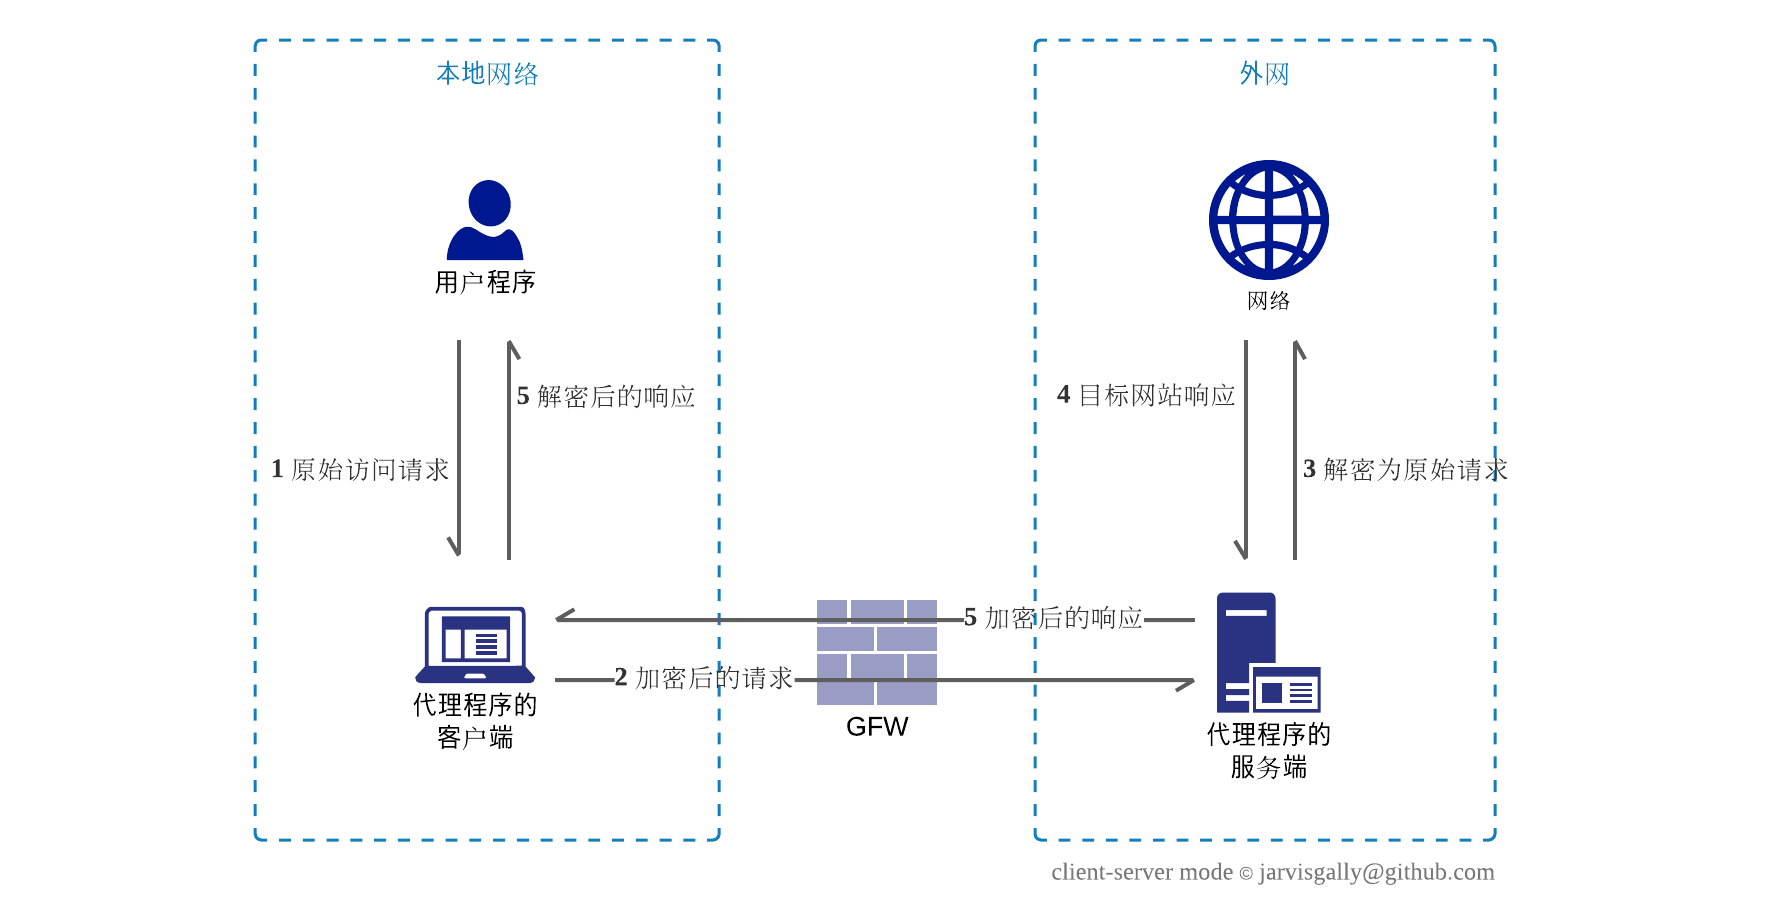 本地网络
外网
用户程序
网络
5 解密后的响应
4 目标网站响应
1 原始访问请求
3 解密为原始请求
5 加密后的响应
2 加密后的请求
代理程序的
客户端
GFW
代理程序的
服务端
client-server mode © jarvisgally@github.com